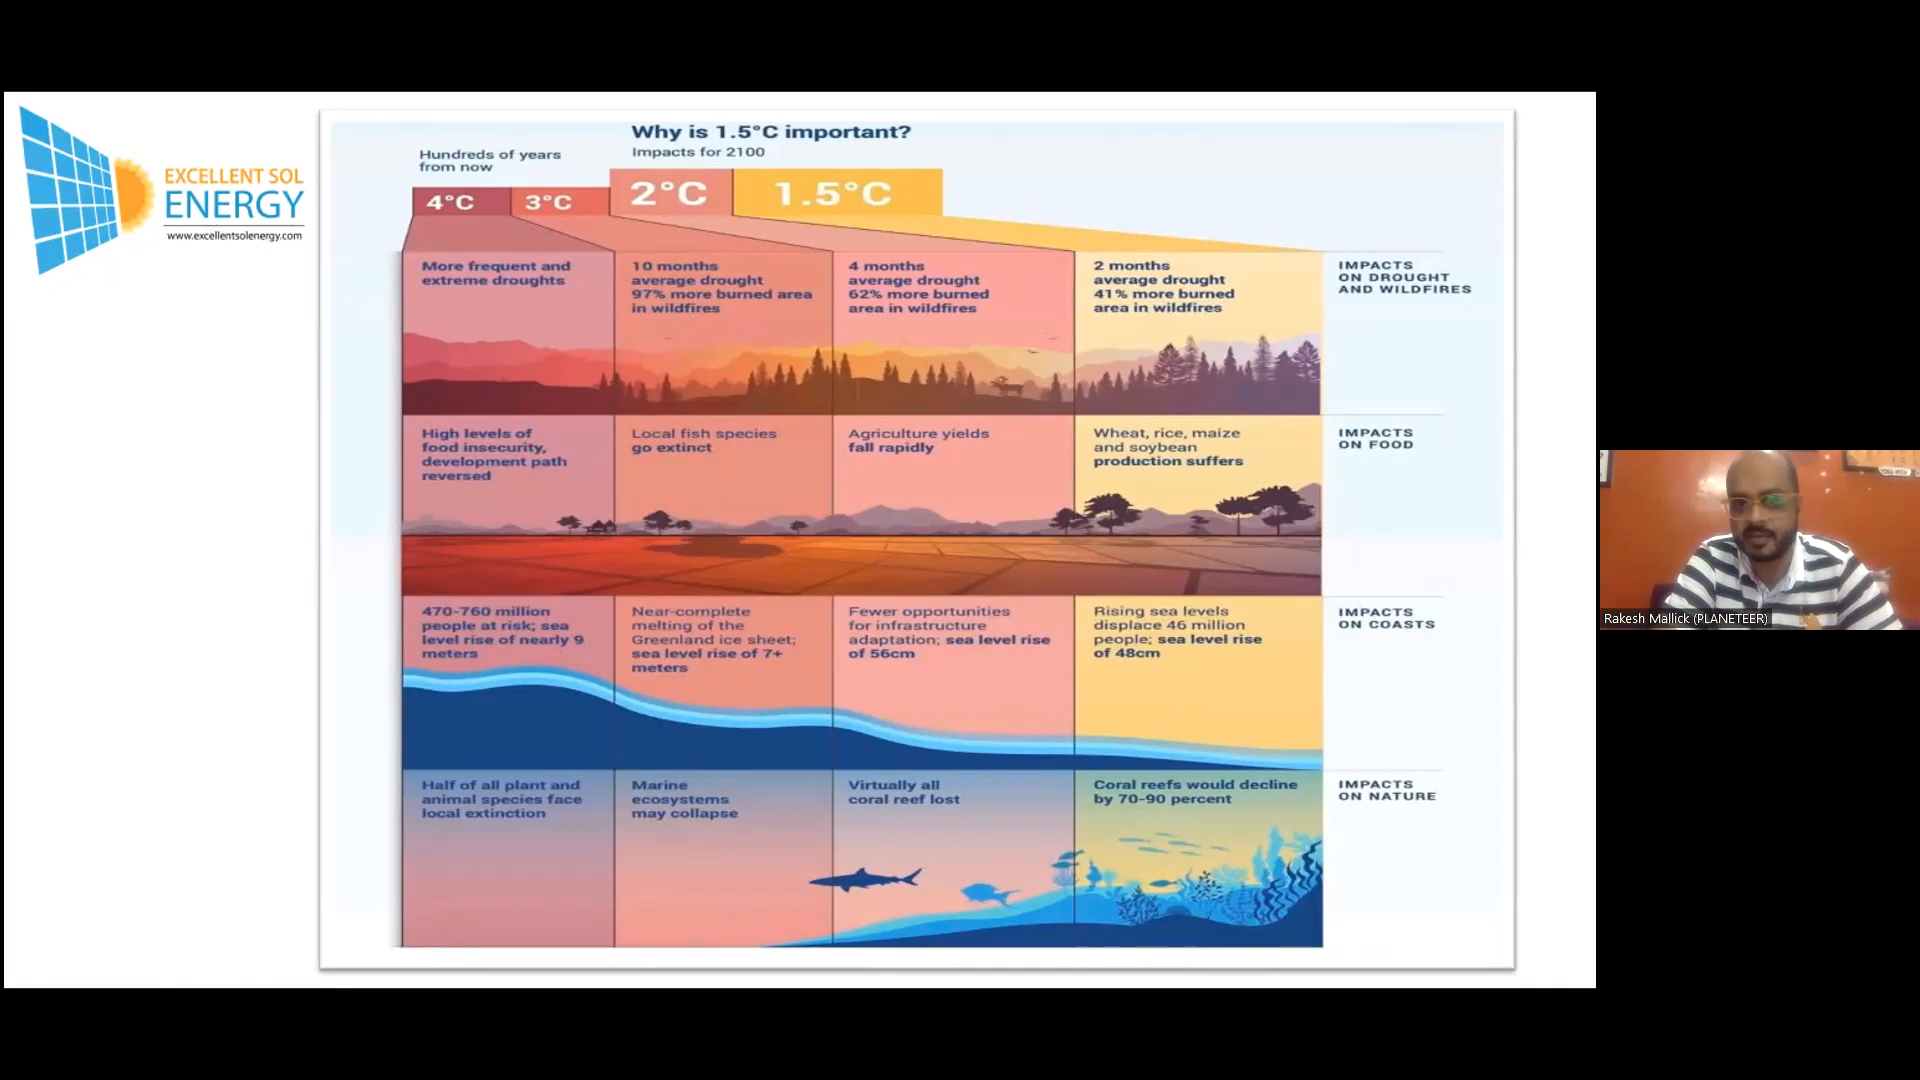 EXCELLENT SOL
ENERGY
www.excellentsolenergy.com
Why is 1.5°C important?
Impacts for 2100
Hundreds of years
from now
4°C
3°C
2°C
1.5°C
More frequent and
extreme droughts
10 months
average drought
97% more burned area
in wildfires
4 months
average drought
62% more burned
area in wildfires
2 months
average drought
41% more burned
area in wildfires
IMPACTS
ON DROUGHT
AND WILDFIRES
High levels of
food insecurity,
development path
reversed
Local fish species
go extinct
Agriculture yields
fall rapidly
Wheat, rice, maize
and soybean
production suffers
IMPACTS
ON FOOD
470-760 million
people at risk; sea
level rise of nearly 9
meters
Near-complete
melting of the
Greenland ice sheet;
sea level rise of 7+
meters
Fewer opportunities
for infrastructure
adaptation; sea level rise
of 56cm
Rising sea levels
displace 46 million
people; sea level rise
of 48cm
IMPACTS
ON COASTS
Half of all plant and
animal species face
local extinction
Marine
ecosystems
may collapse
Virtually all
coral reef lost
Coral reefs would decline
by 70-90 percent
IMPACTS
ON NATURE
Rakesh Mallick (PLANETEER)